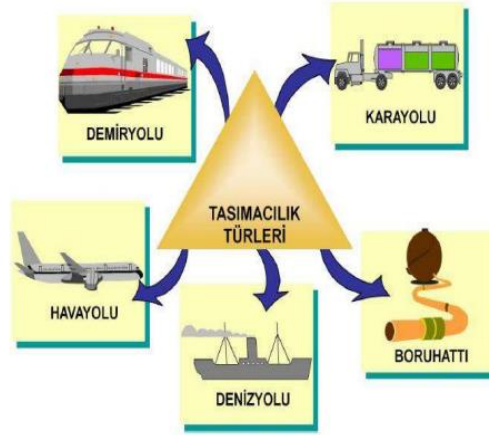 DEMİRYOLU
KARAYOLU
TASIMACILIK
TÜRLERİ
HAVAYOLU
DENİZYOLU
BORUHATTI